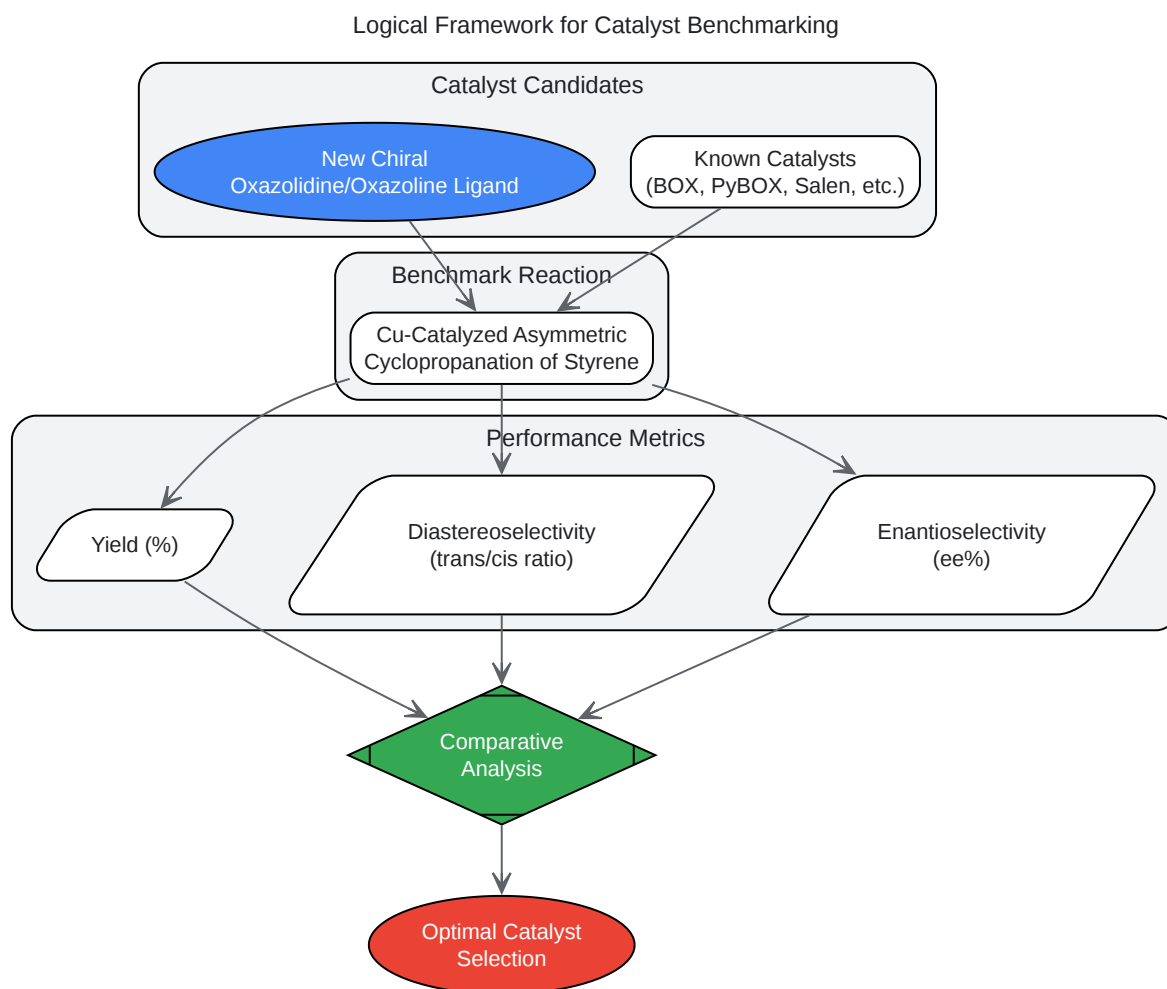 Logical Framework for Catalyst Benchmarking
Catalyst Candidates
New Chiral
Oxazolidine/Oxazoline Ligand
Known Catalysts
(BOX, PyBOX, Salen, etc.)
Benchmark Reaction
Cu-Catalyzed Asymmetric
Cyclopropanation of Styrene
Performance Metrics
Yield (%)
Diastereoselectivity
(trans/cis ratio)
Enantioselectivity
(ee%)
Comparative
Analysis
Optimal Catalyst
Selection